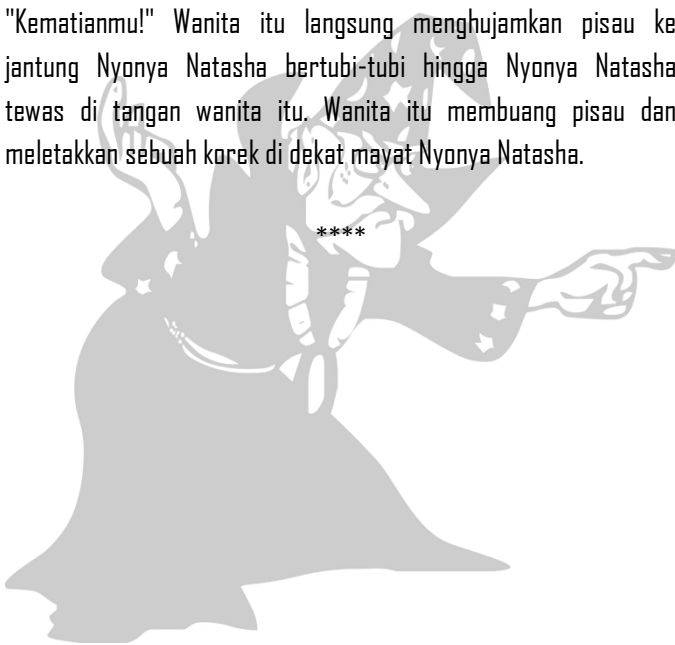 "Kematianmu!" Wanita itu langsung menghujamkan pisau ke
jantung Nyonya Natasha bertubi-tubi hingga Nyonya Natasha
tewas di tangan wanita itu. Wanita itu membuang pisau dan
meletakkan sebuah korek di dekat mayat Nyonya Natasha.
****